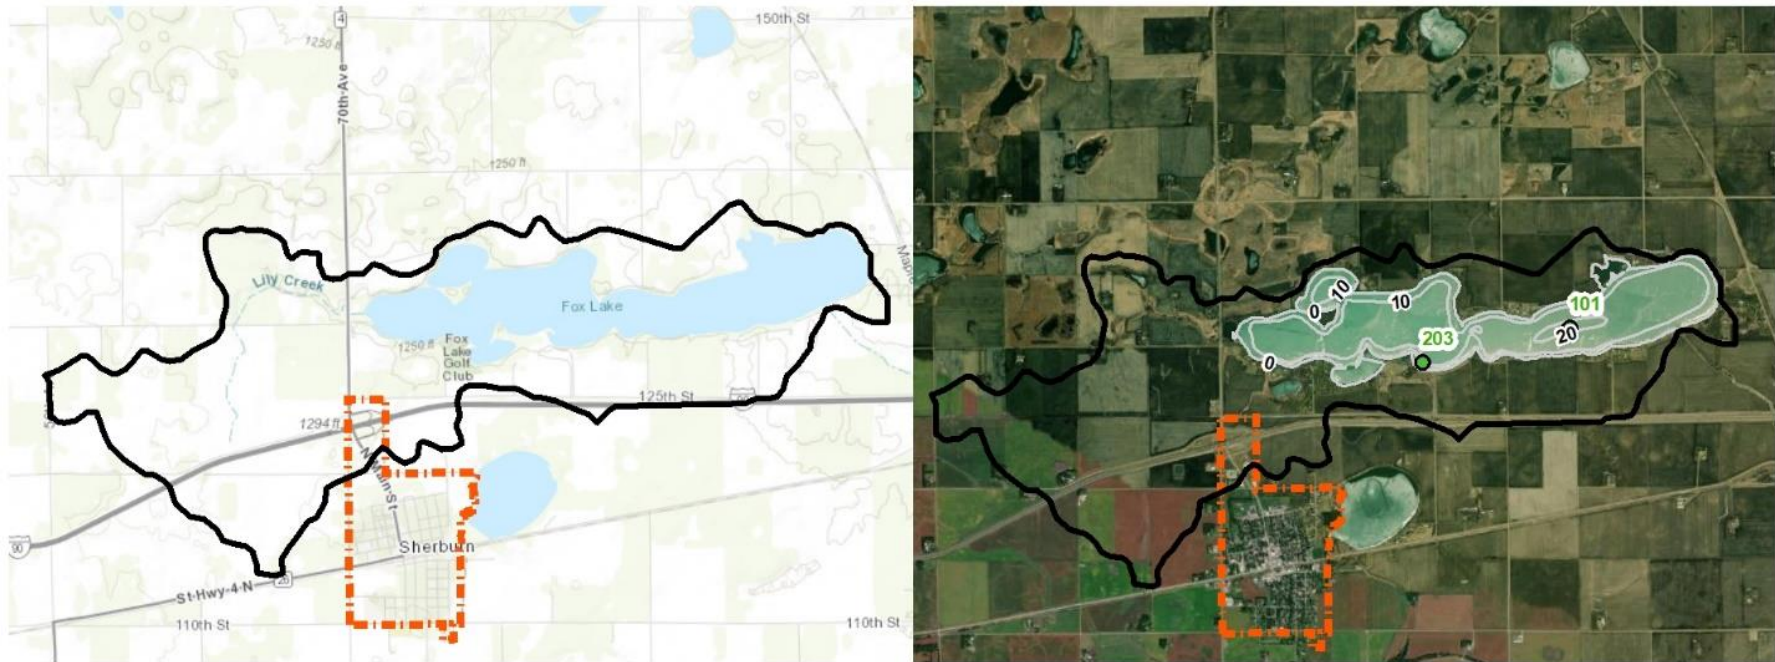 4
150th St
1250 ft
70th Ave
1250 ft
Lily Creek
Fox Lake
1250 ft
Fox
Lake
Golf
Club
125th St
1294 ft
N Main St
Sherburn
90
St Hwy 4 N
26
110th St
110th St
10
0
10
101
20
203
0